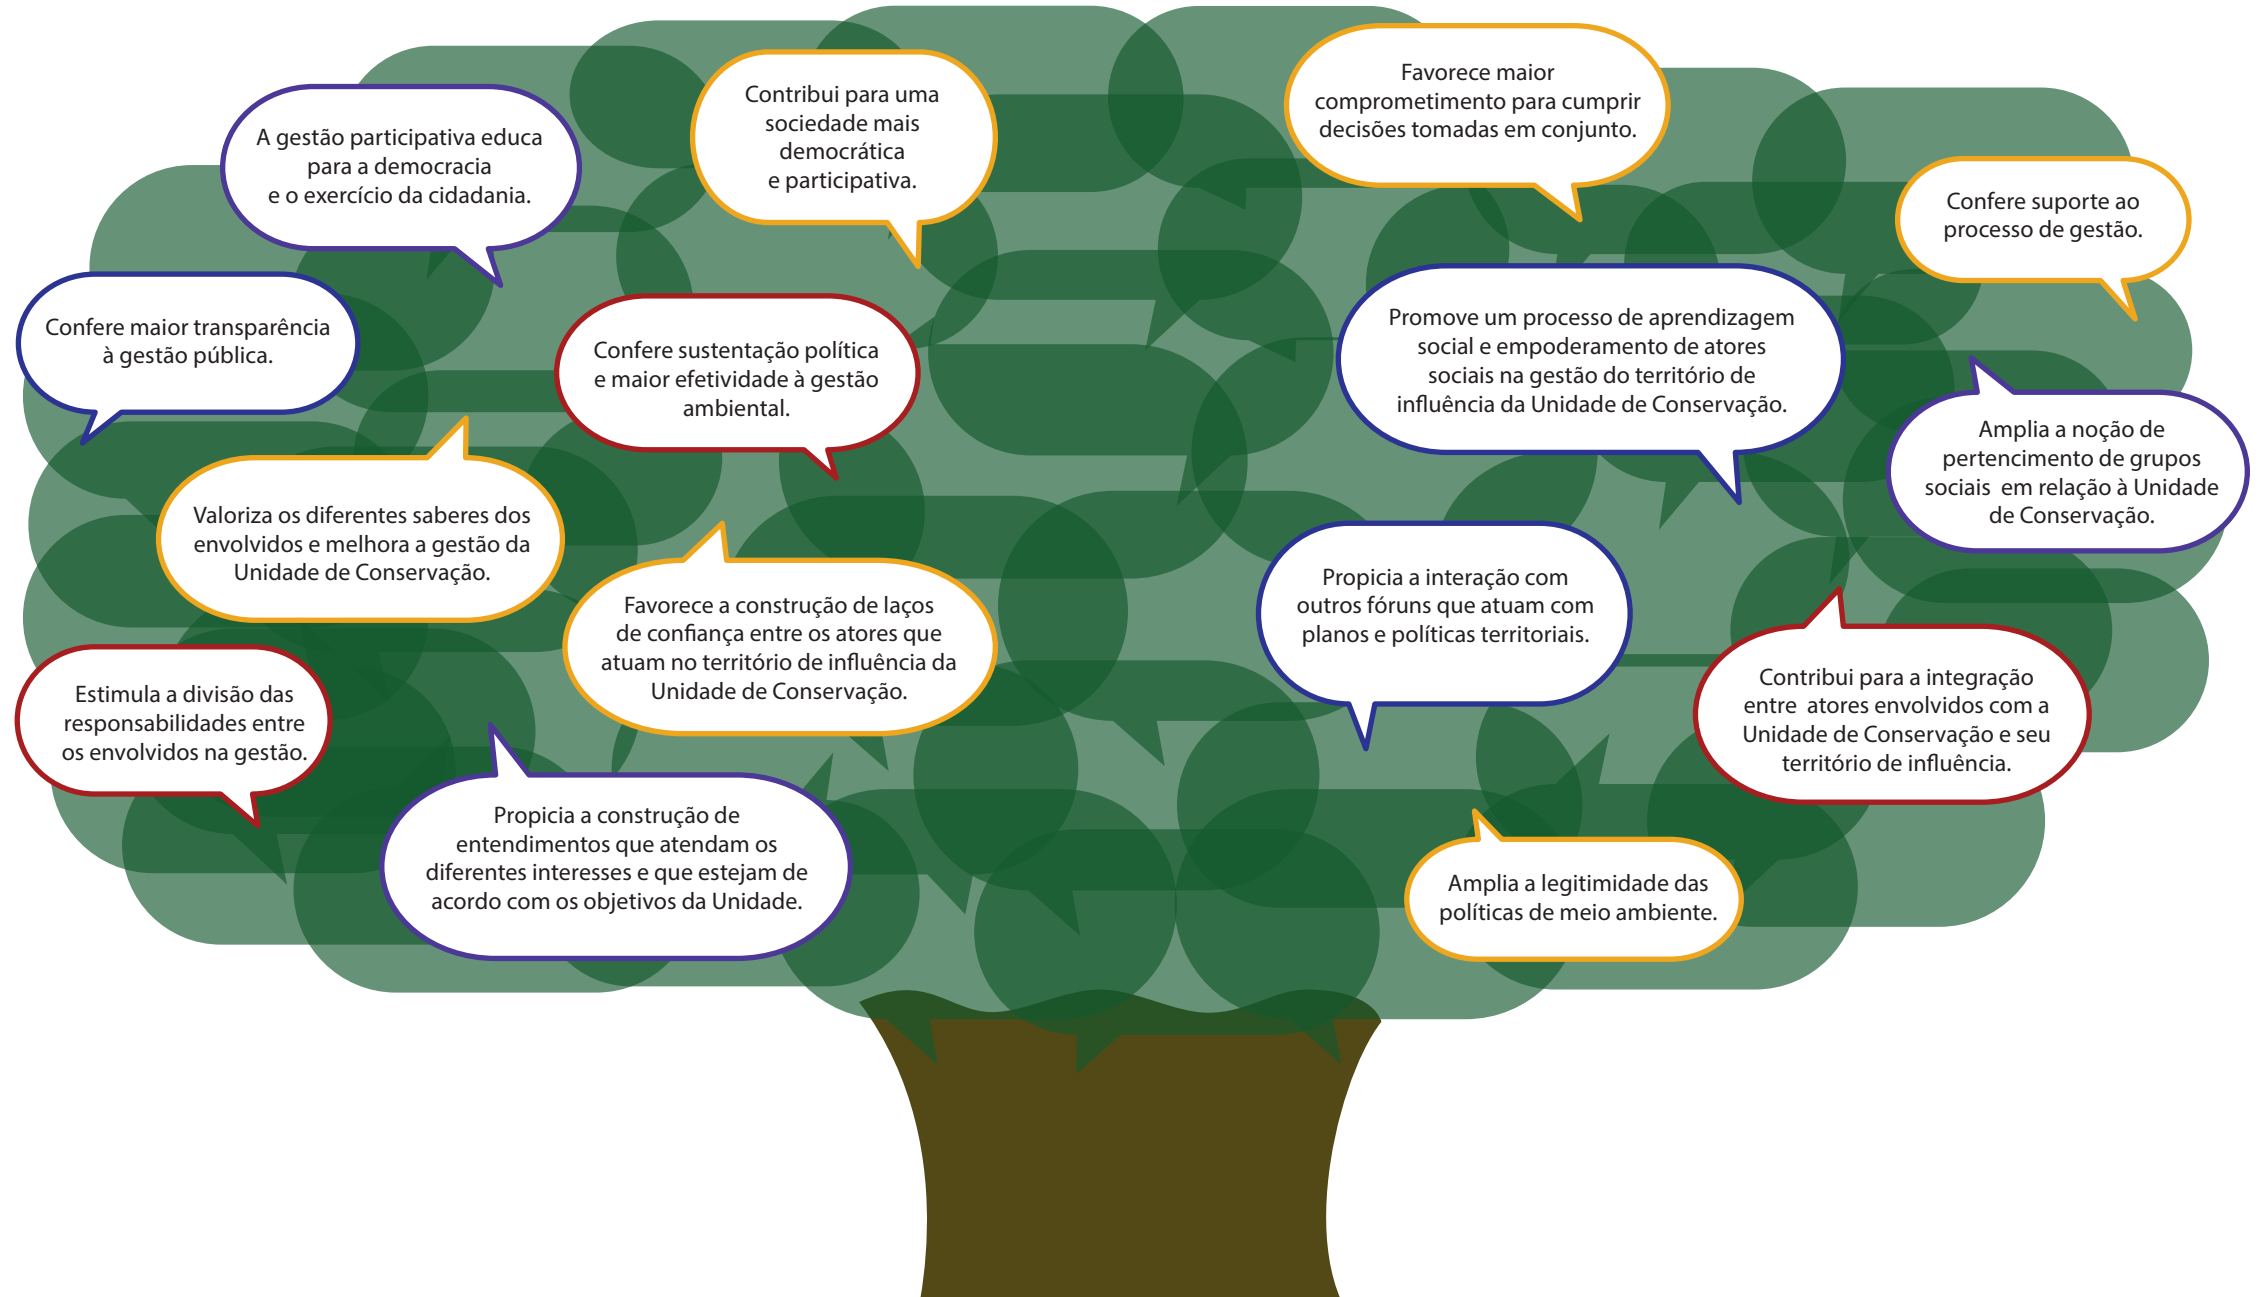 A gestão participativa educa
para a democracia
e o exercício da cidadania.
Contribui para uma
sociedade mais
democrática
e participativa.
Favorece maior
comprometimento para cumprir
decisões tomadas em conjunto.
Confere suporte ao
processo de gestão.
Confere maior transparência
à gestão pública.
Confere sustentação política
e maior efetividade à gestão
ambiental.
Promove um processo de aprendizagem
social e empoderamento de atores
sociais na gestão do território de
influência da Unidade de Conservação.
Amplia a noção de
pertencimento de grupos
sociais em relação à Unidade
de Conservação.
Valoriza os diferentes saberes dos
envolvidos e melhora a gestão da
Unidade de Conservação.
Favorece a construção de laços
de confiança entre os atores que
atuam no território de influência da
Unidade de Conservação.
Propicia a interação com
outros fóruns que atuam com
planos e políticas territoriais.
Contribui para a integração
entre atores envolvidos com a
Unidade de Conservação e seu
território de influência.
Estimula a divisão das
responsabilidades entre
os envolvidos na gestão.
Propicia a construção de
entendimentos que atendam os
diferentes interesses e que estejam de
acordo com os objetivos da Unidade.
Amplia a legitimidade das
políticas de meio ambiente.